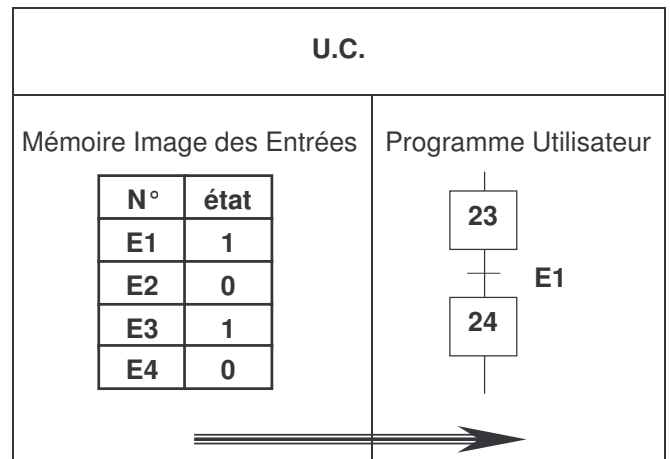 U.C.
Mémoire Image des Entrées
N° état
E1 1
E2 0
E3 1
E4 0
Programme Utilisateur
23
E1
24